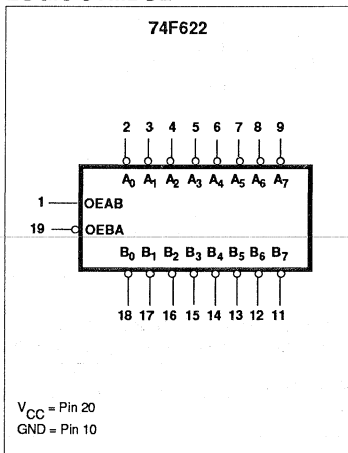 74F622
2 3 4 5 6 7 8 9
A0 A1 A2 A3 A4 A5 A6 A7
1 OEAB
19 OEBA
B0 B1 B2 B3 B4 B5 B6 B7
18 17 16 15 14 13 12 11
VCC = Pin 20
GND = Pin 10